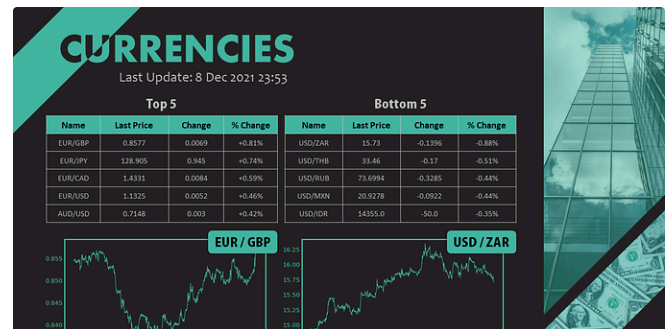 CURRENCIES
Last Update: 8 Dec 2021 23:53
Top 5
Name Last Price Change % Change
EUR/GBP 0.8577 0.0069 +0.81%
EUR/JPY 128.905 0.945 +0.74%
EUR/CAD 1.4331 0.0084 +0.59%
EUR/USD 1.1325 0.0052 +0.46%
AUD/USD 0.7148 0.003 +0.42%
Bottom 5
Name Last Price Change % Change
USD/ZAR 15.73 -0.1396 -0.88%
USD/THB 33.46 -0.17 -0.51%
USD/RUB 73.6994 -0.3285 -0.44%
USD/MXN 20.9278 -0.0922 -0.44%
USD/IDR 14355.0 -50.0 -0.35%
EUR / GBP
0.855
0.850
0.845
0.840
USD / ZAR
16.25
16.00
15.75
15.50
15.25
15.00